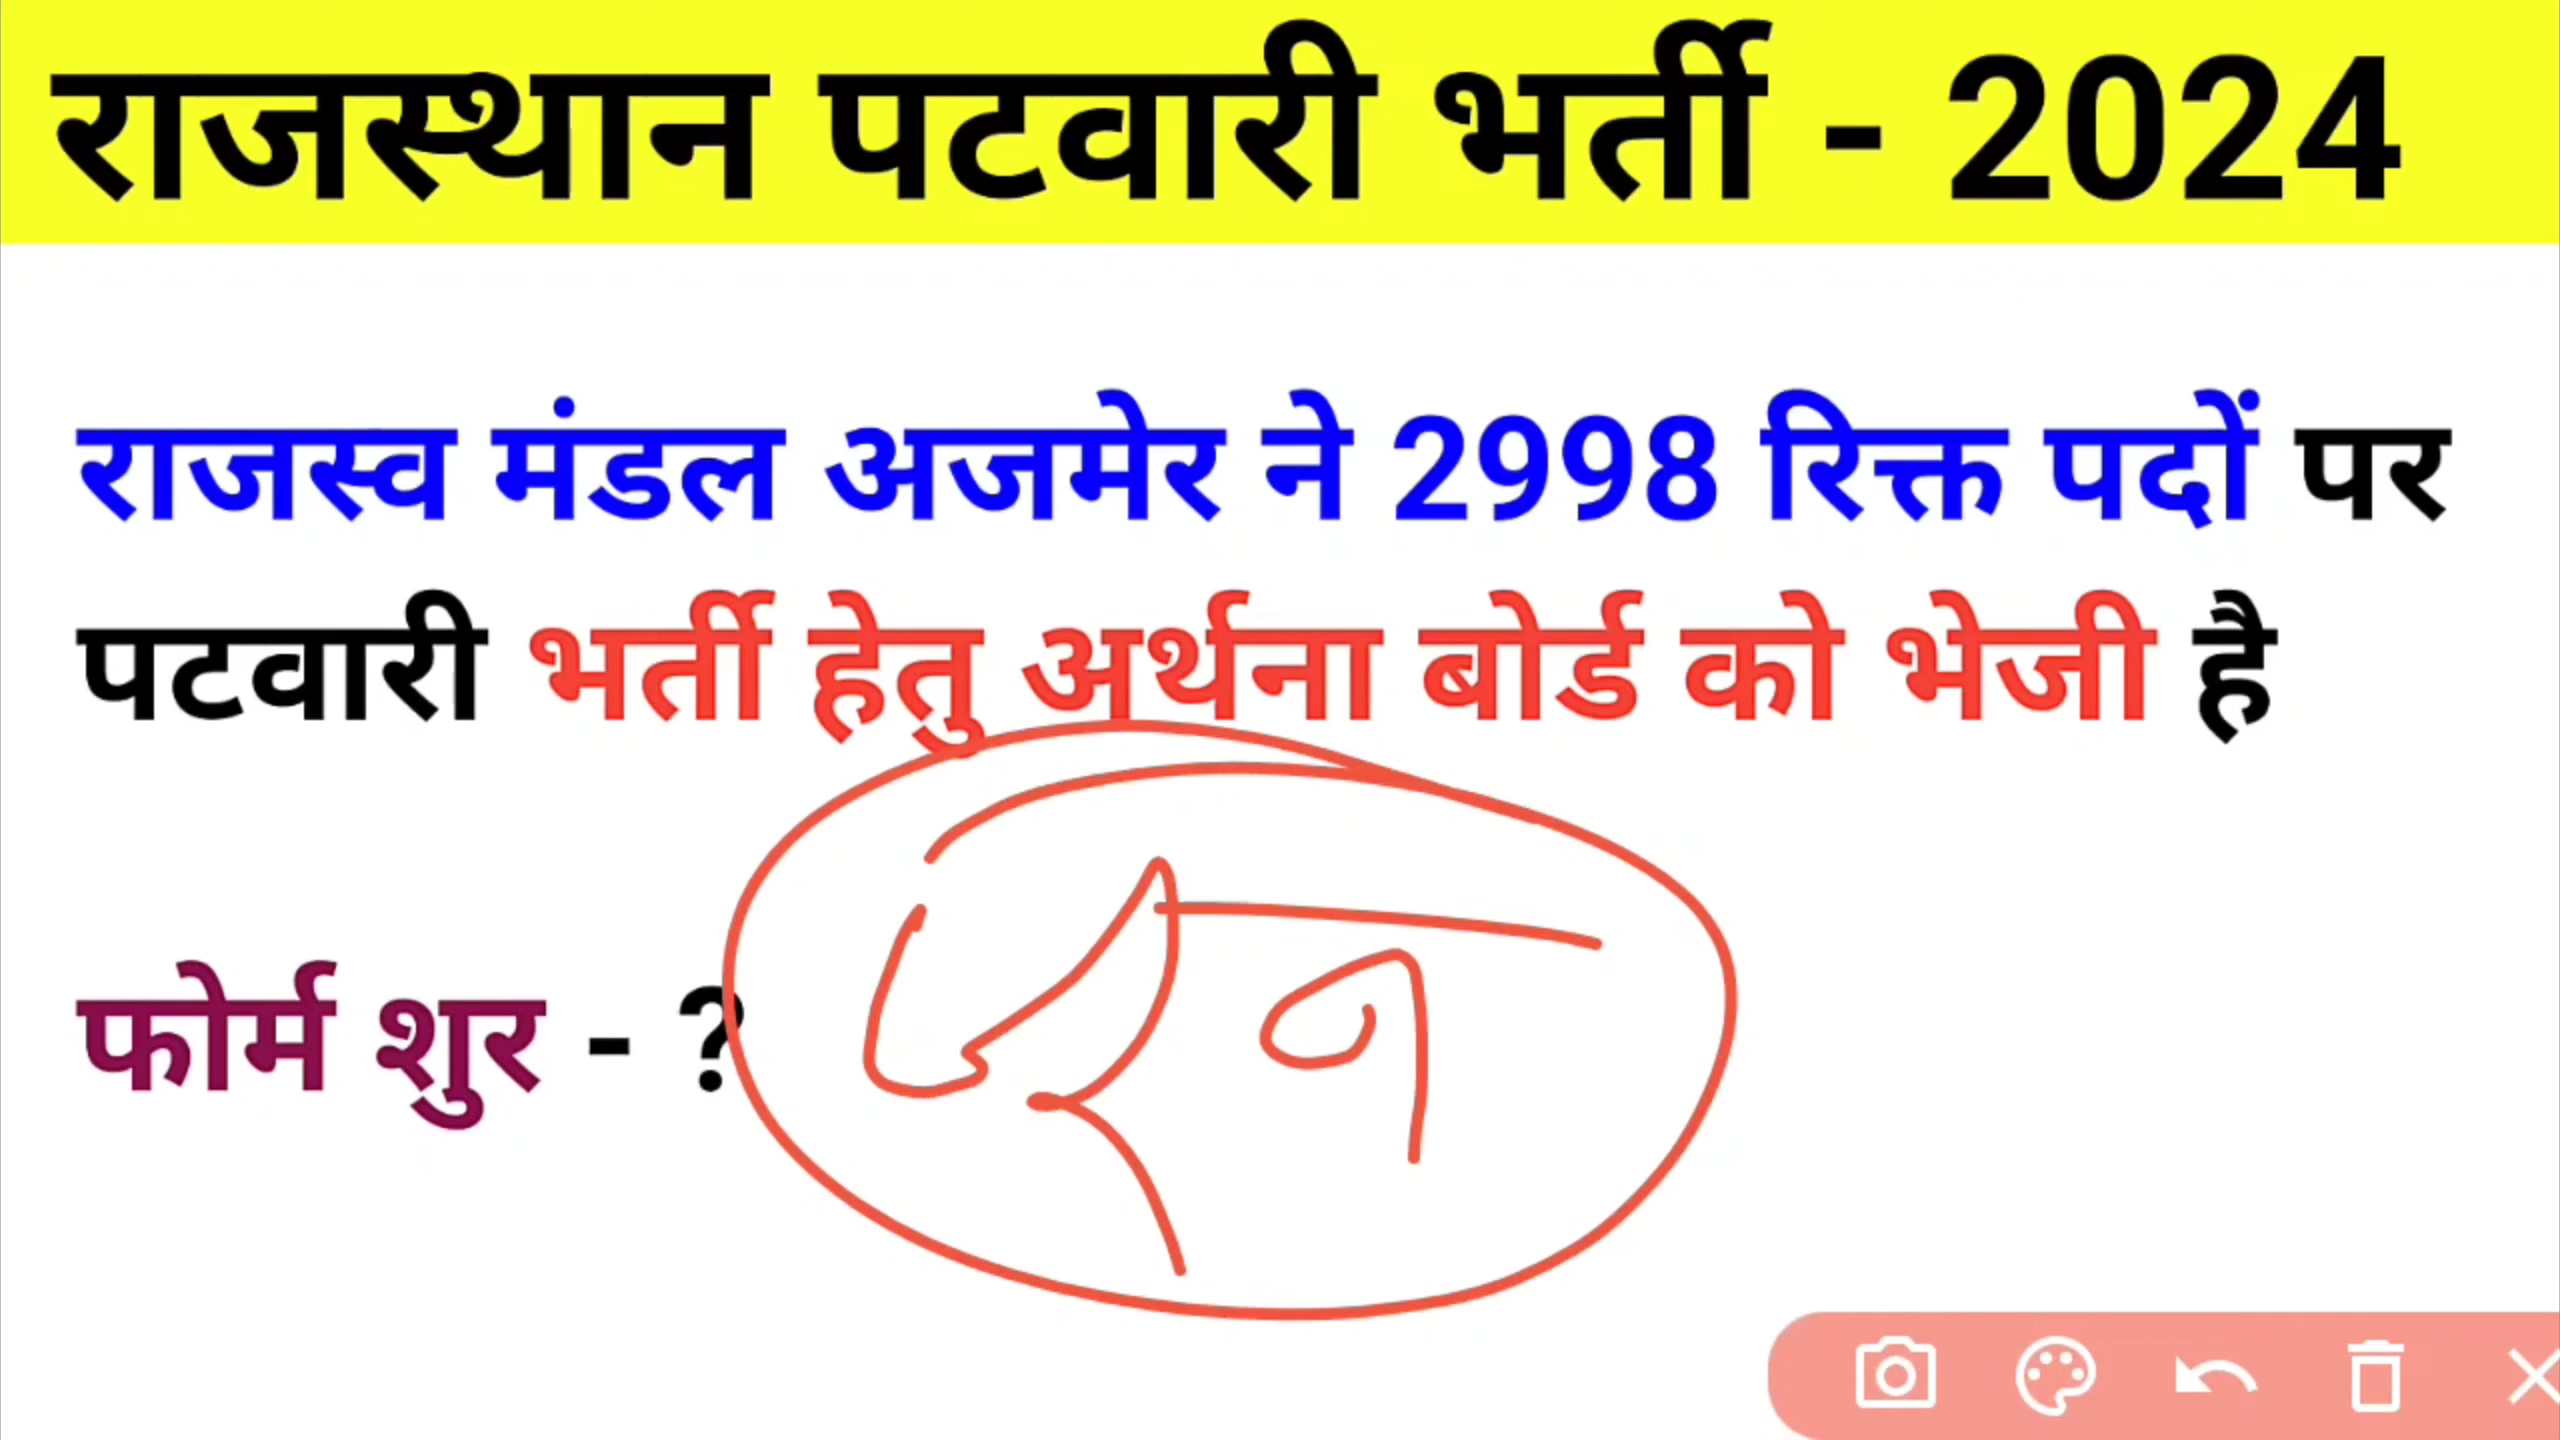 राजस्थान पटवारी भर्ती - 2024
राजस्व मंडल अजमेर ने 2998 रिक्त पदों पर
पटवारी भर्ती हेतु अर्थना बोर्ड को भेजी है
फोर्म शुर - ?